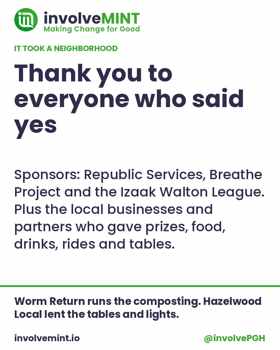 involveMINT
Making Change for Good
IT TOOK A NEIGHBORHOOD
Thank you to
everyone who said
yes
Sponsors: Republic Services, Breathe
Project and the Izaak Walton League.
Plus the local businesses and
partners who gave prizes, food,
drinks, rides and tables.
Worm Return runs the composting. Hazelwood
Local lent the tables and lights.
involvemint.io
@involvePGH